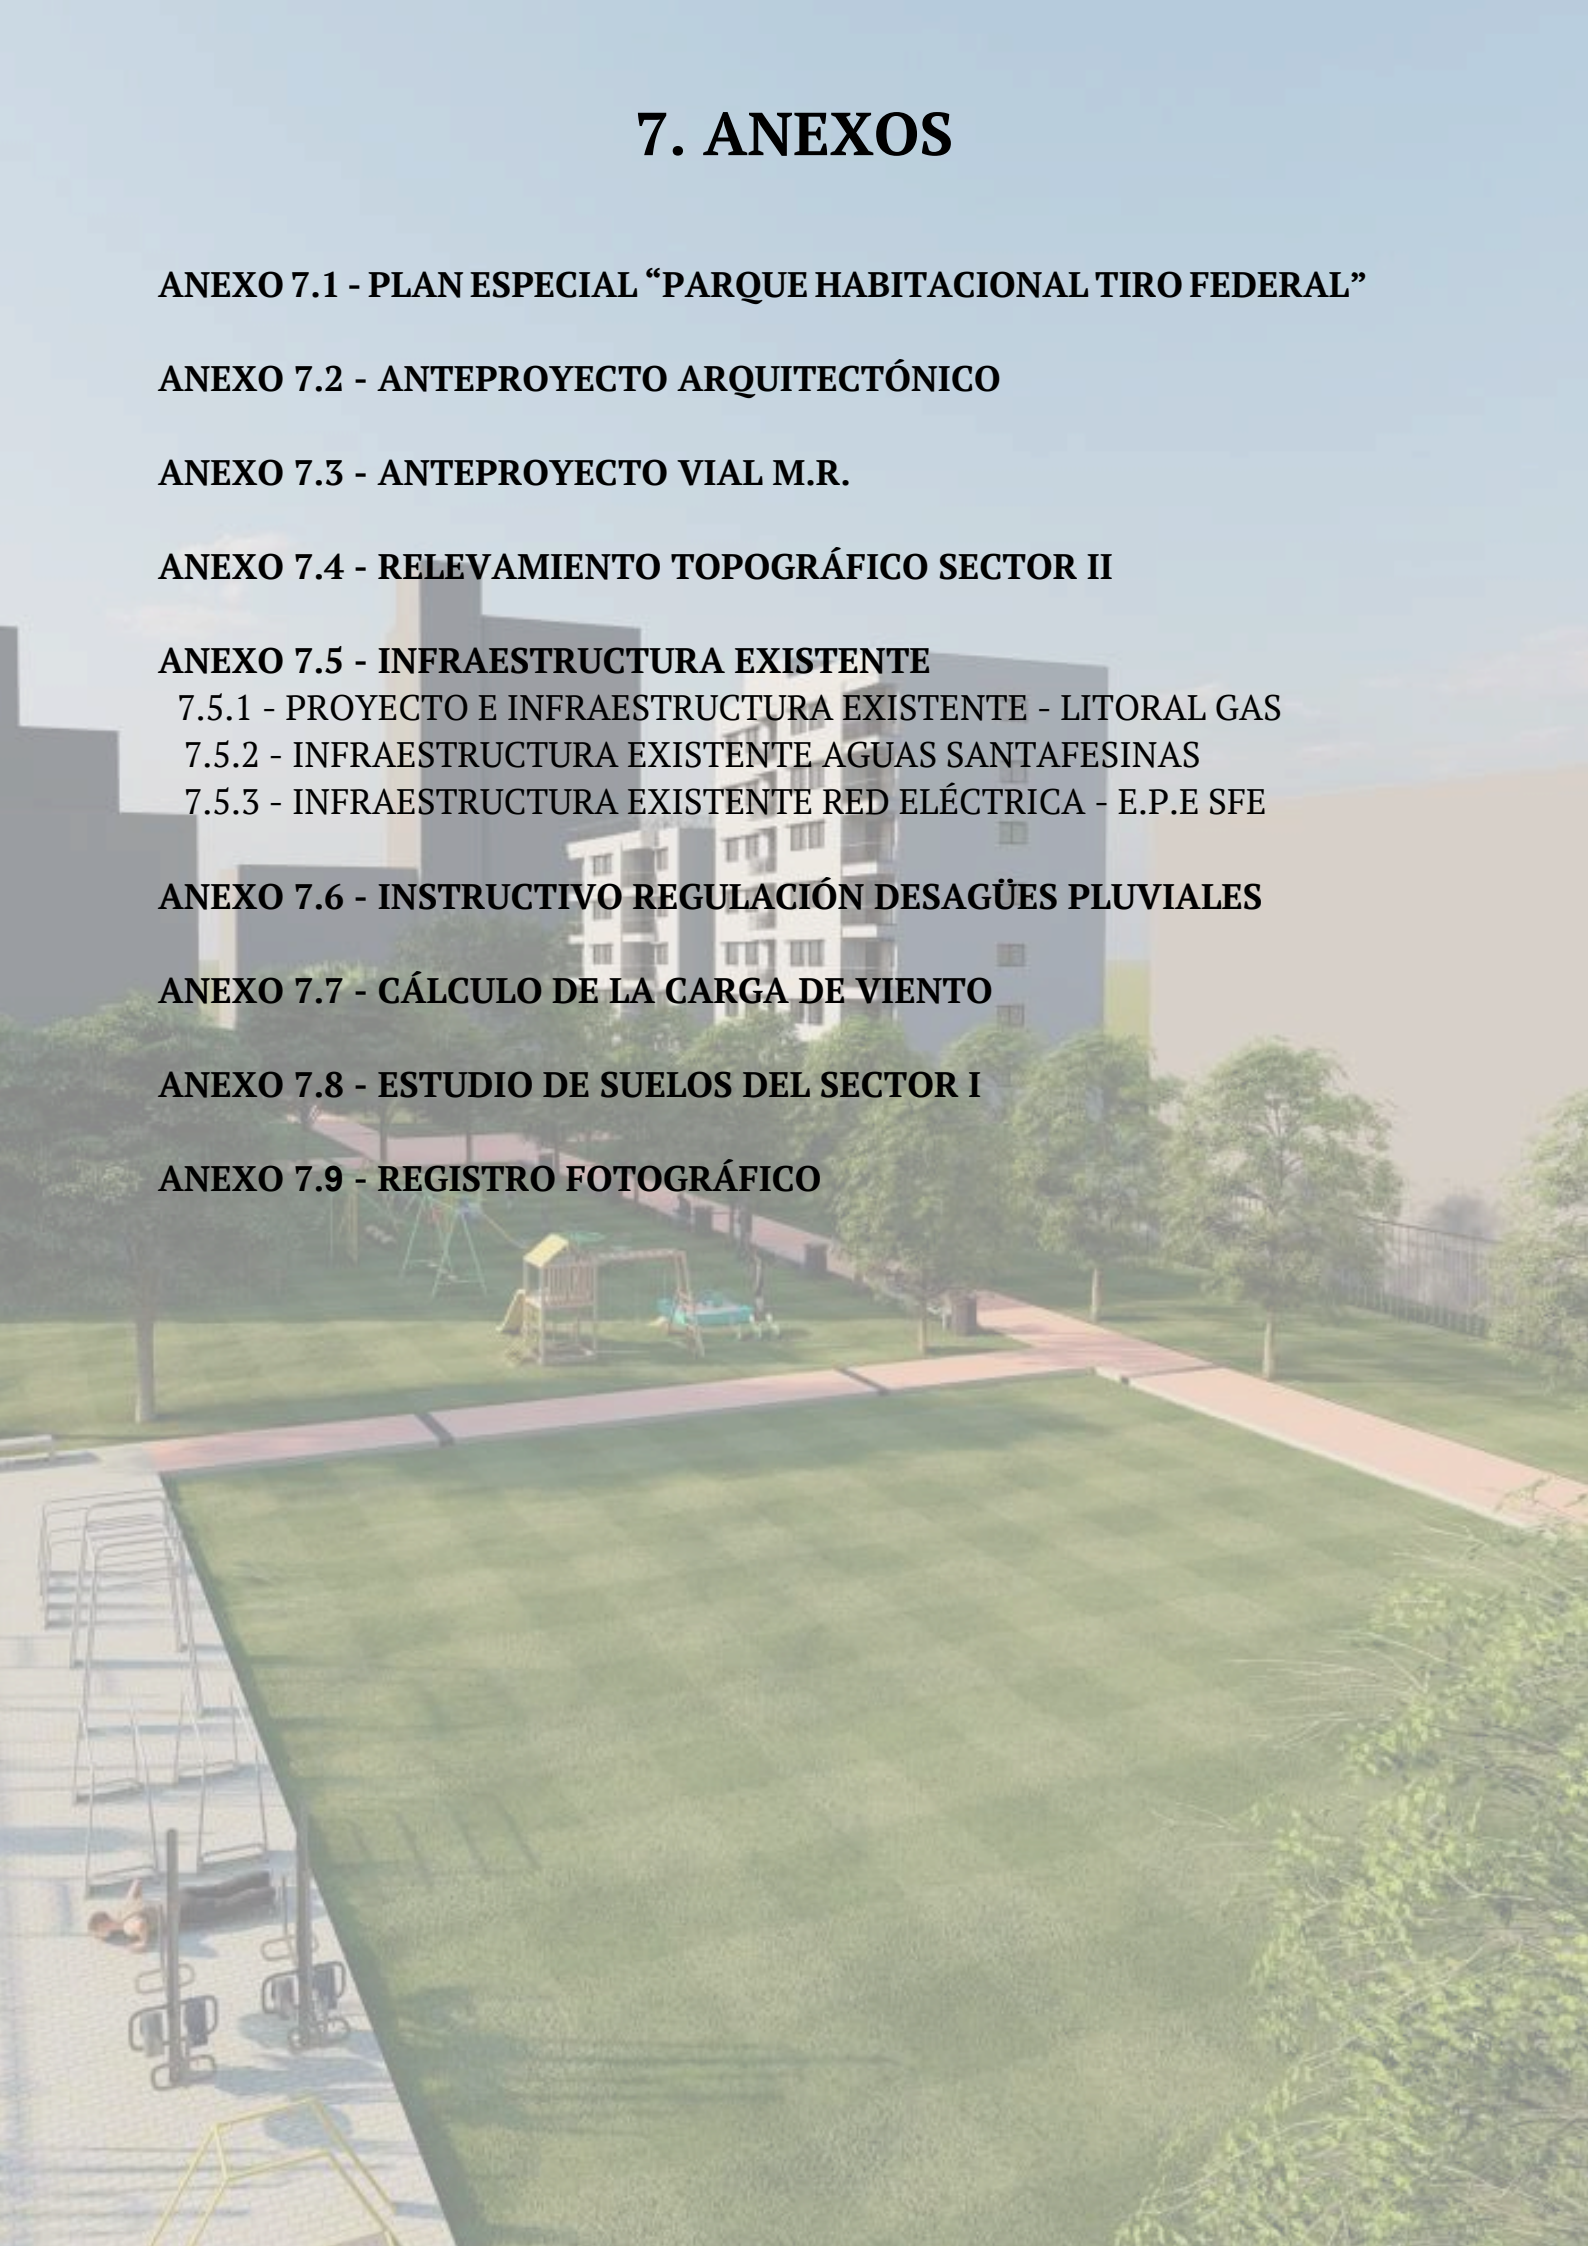 7. ANEXOS
ANEXO 7.1 - PLAN ESPECIAL “PARQUE HABITACIONAL TIRO FEDERAL”
ANEXO 7.2 - ANTEPROYECTO ARQUITECTÓNICO
ANEXO 7.3 - ANTEPROYECTO VIAL M.R.
ANEXO 7.4 - RELEVAMIENTO TOPOGRÁFICO SECTOR II
ANEXO 7.5 - INFRAESTRUCTURA EXISTENTE
7.5.1 - PROYECTO E INFRAESTRUCTURA EXISTENTE - LITORAL GAS
7.5.2 - INFRAESTRUCTURA EXISTENTE AGUAS SANTAFESINAS
7.5.3 - INFRAESTRUCTURA EXISTENTE RED ELÉCTRICA - E.P.E SFE
ANEXO 7.6 - INSTRUCTIVO REGULACIÓN DESAGÜES PLUVIALES
ANEXO 7.7 - CÁLCULO DE LA CARGA DE VIENTO
ANEXO 7.8 - ESTUDIO DE SUELOS DEL SECTOR I
ANEXO 7.9 - REGISTRO FOTOGRÁFICO